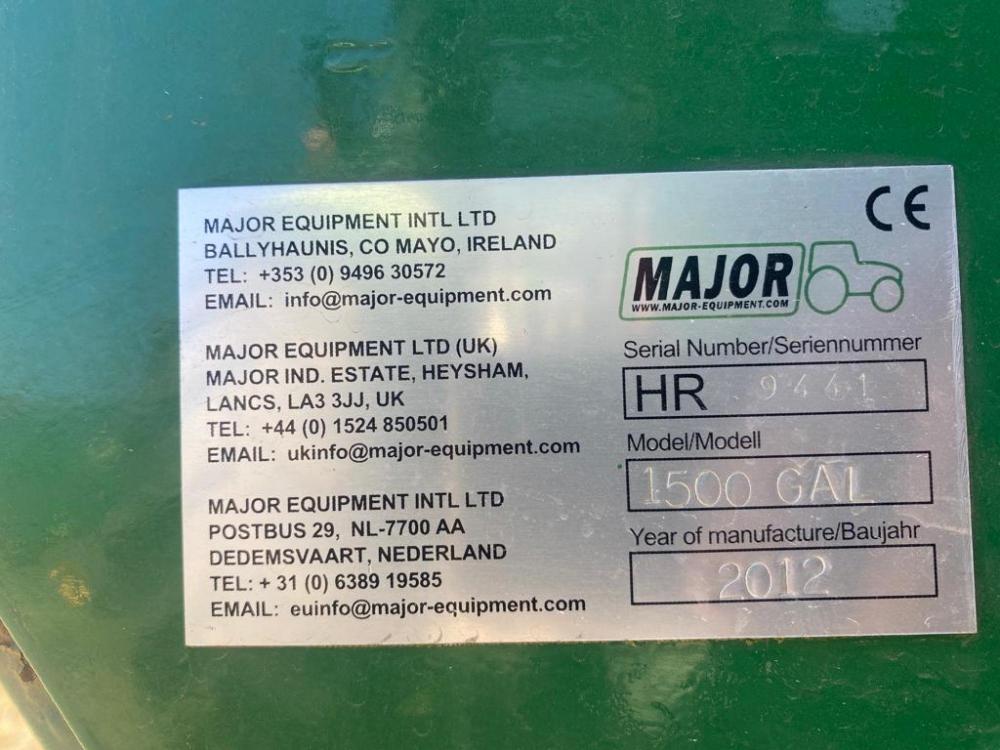 MAJOR EQUIPMENT INTL LTD
BALLYHAUNIS, CO MAYO, IRELAND
TEL: +353 (0) 9496 30572
EMAIL: info@major-equipment.com
MAJOR EQUIPMENT LTD (UK)
MAJOR IND. ESTATE, HEYSHAM,
LANCS, LA3 3JJ, UK
TEL: +44 (0) 1524 850501
EMAIL: ukinfo@major-equipment.com
MAJOR EQUIPMENT INTL LTD
POSTBUS 29, NL-7700 AA
DEDEMSVAART, NEDERLAND
TEL: + 31 (0) 6389 19585
EMAIL: euinfo@major-equipment.com
CE
MAJOR
WWW.MAJOR-EQUIPMENT.COM
Serial Number/Seriennummer
HR 9441
Model/Modell
1500 GAL
Year of manufacture/Baujahr
2012